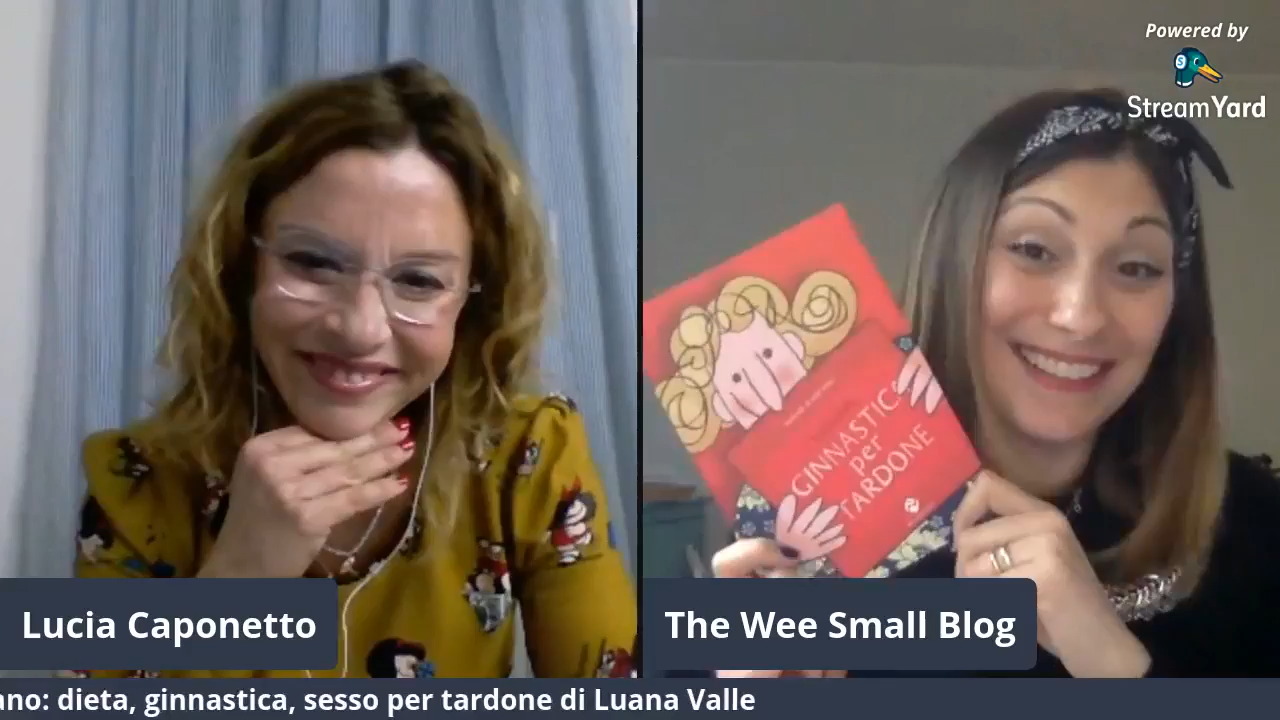 Powered by
StreamYard
GINNASTICA
per
TARDONE
Lucia Caponetto
The Wee Small Blog
ano: dieta, ginnastica, sesso per tardone di Luana Valle